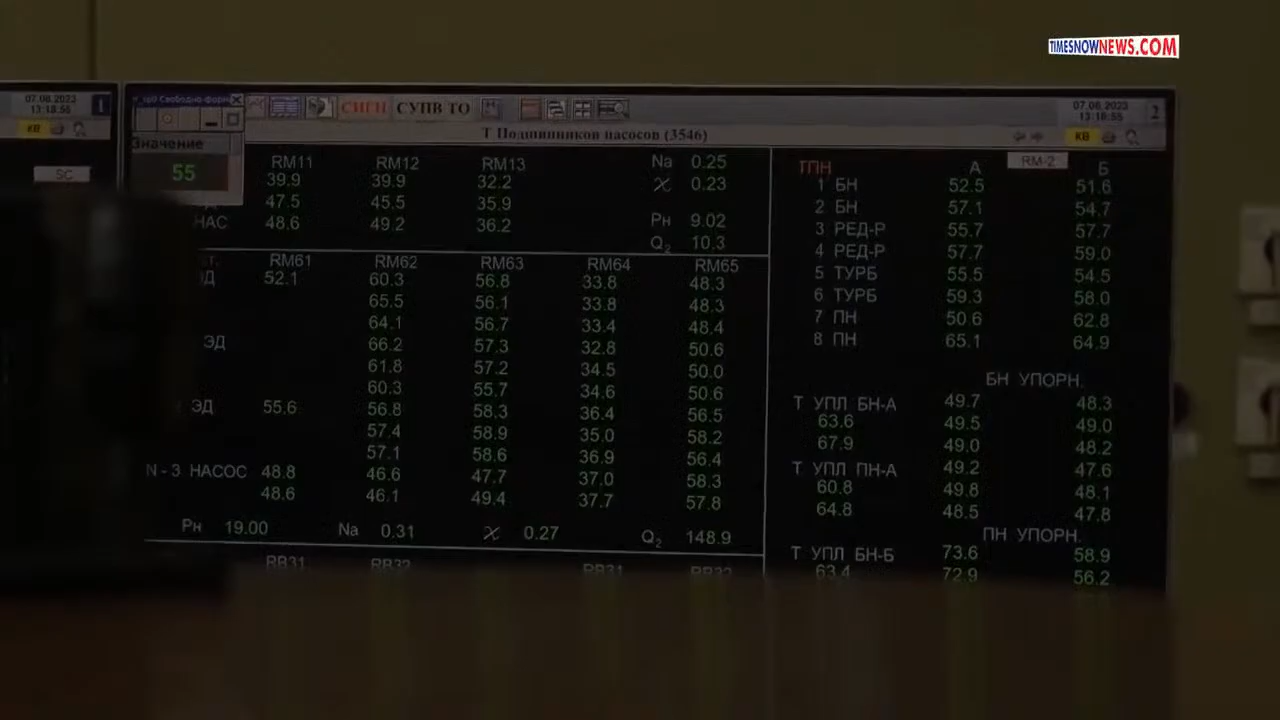 TIMESNOWNEWS.COM
07.08.2023
13:18:55
КВ
SC
Значение
55
СИГН СУПВ ТО
07.08.2023
13:18:55
2
Т Подшипников насосов (3546)
КВ
RM11 RM12 RM13
39.9 39.9 32.2
47.5 45.5 35.9
НАС 48.6 49.2 36.2
Na 0.25
χ 0.23
Рн 9.02
Q2 10.3
RM61 RM62 RM63 RM64 RM65
52.1 60.3 56.8 33.8 48.3
65.5 56.1 33.8 48.3
64.1 56.7 33.4 48.4
ЭД 66.2 57.3 32.8 50.6
61.8 57.2 34.5 50.0
60.3 55.7 34.6 50.6
ЭД 55.6 56.8 58.3 36.4 56.5
57.4 58.9 35.0 58.2
57.1 58.6 36.9 56.4
N - 3 НАСОС 48.8 46.6 47.7 37.0 58.3
48.6 46.1 49.4 37.7 57.8
Рн 19.00 Na 0.31 χ 0.27 Q2 148.9
RB31 RB32 RB31 RB32
RM-2
ТПН А Б
1 БН 52.5 51.6
2 БН 57.1 54.7
3 РЕД-Р 55.7 57.7
4 РЕД-Р 57.7 59.0
5 ТУРБ 55.5 54.5
6 ТУРБ 59.3 58.0
7 ПН 50.6 62.8
8 ПН 65.1 64.9
БН УПОРН.
Т УПЛ БН-А 49.7 48.3
63.6 49.5 49.0
67.9 49.0 48.2
Т УПЛ ПН-А 49.2 47.6
60.8 49.8 48.1
64.8 48.5 47.8
ПН УПОРН.
Т УПЛ БН-Б 73.6 58.9
63.4 72.9 56.2